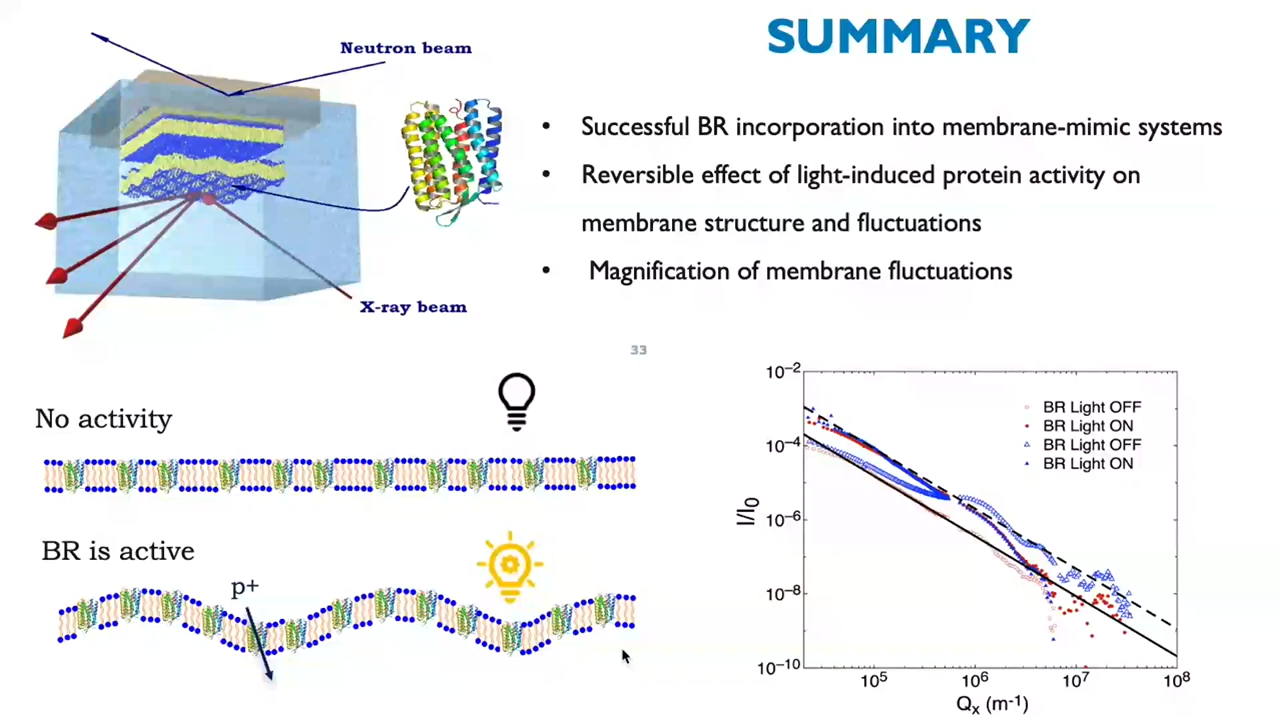 SUMMARY
Neutron beam
X-ray beam
• Successful BR incorporation into membrane-mimic systems
• Reversible effect of light-induced protein activity on
membrane structure and fluctuations
• Magnification of membrane fluctuations
33
No activity
BR is active
p+
10⁻²
10⁻⁴
10⁻⁶
10⁻⁸
10⁻¹⁰
I/I₀
BR Light OFF
BR Light ON
BR Light OFF
BR Light ON
10⁵ 10⁶ 10⁷ 10⁸
Qₓ (m⁻¹)